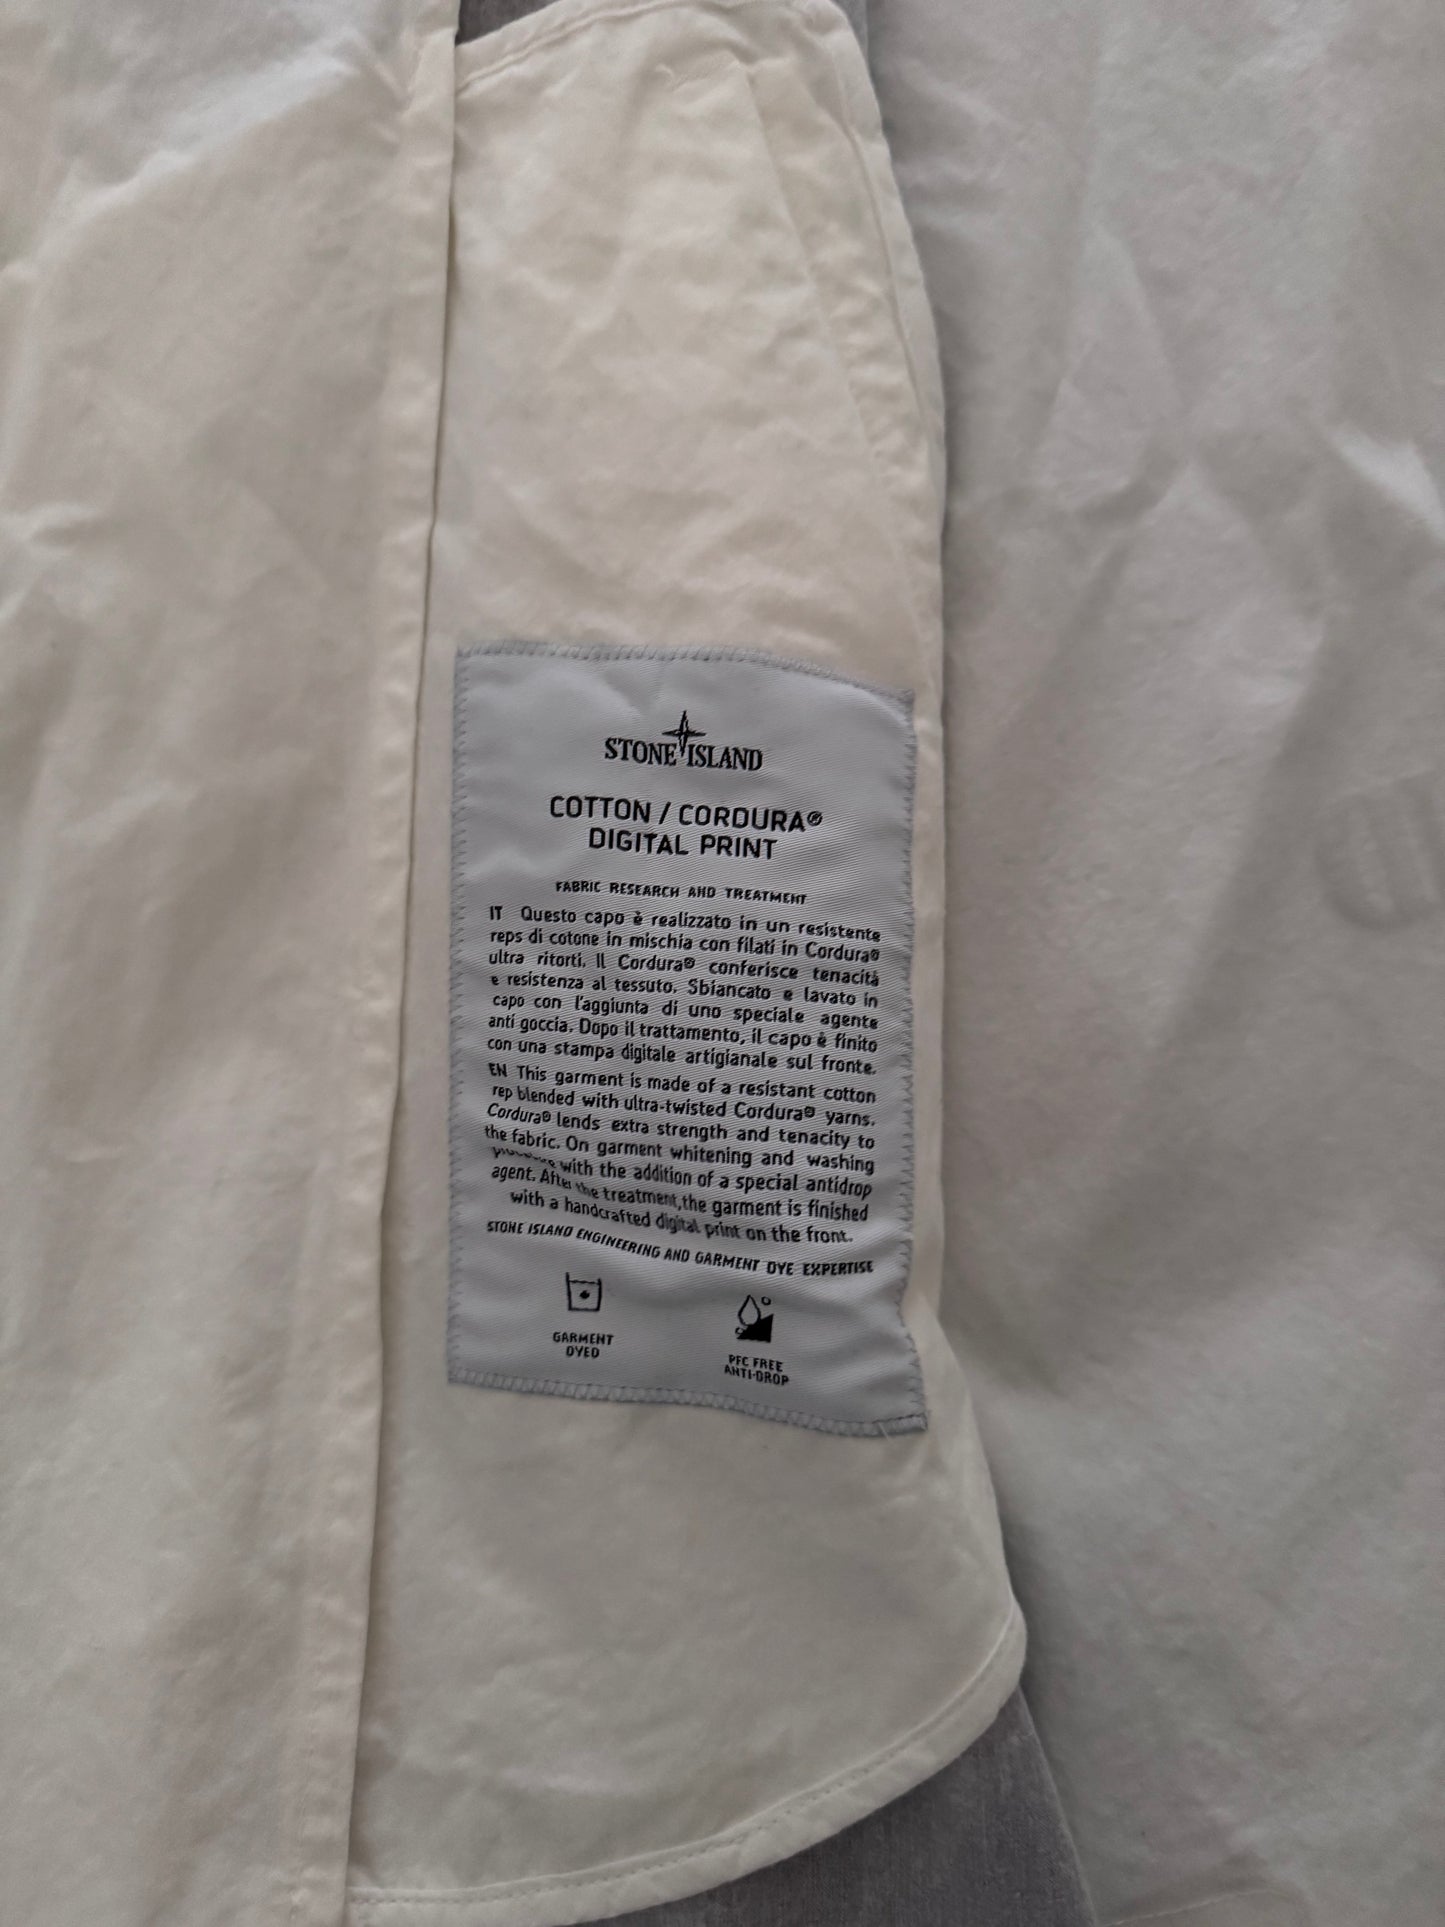 STONE ISLAND
COTTON / CORDURA®
DIGITAL PRINT
FABRIC RESEARCH AND TREATMENT
IT Questo capo è realizzato in un resistente
reps di cotone in mischia con filati in Cordura®
ultra ritorti. Il Cordura® conferisce tenacità
e resistenza al tessuto. Sbiancato e lavato in
capo con l'aggiunta di uno speciale agente
anti goccia. Dopo il trattamento, il capo è finito
con una stampa digitale artigianale sul fronte.
EN This garment is made of a resistant cotton
rep blended with ultra-twisted Cordura® yarns.
Cordura® lends extra strength and tenacity to
the fabric. On garment whitening and washing
with the addition of a special antidrop
agent. After the treatment, the garment is finished
with a handcrafted digital print on the front.
STONE ISLAND ENGINEERING AND GARMENT DYE EXPERTISE
GARMENT
DYED
PFC FREE
ANTI-DROP